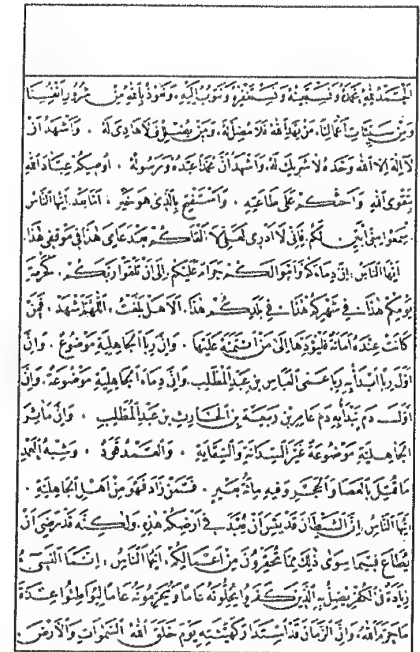 الحمد لله نحمده ونستعينه ونستغفره ونتوب إليه، ونعوذ بالله من شرور أنفسنا
ومن سيئات أعمالنا، من يهد الله فلا مضل له، ومن يضلل فلا هادي له. وأشهد أن
لا إله إلا الله وحده لا شريك له، وأشهد أن محمدا عبده ورسوله. أوصيكم عباد الله
بتقوى الله وأحثكم على طاعته. وأستفتح بالذي هو خير، أما بعد أيها الناس
اسمعوا مني أبين لكم فإني لا أدري لعلي لا ألقاكم بعد عامي هذا في موقفي هذا.
أيها الناس: إن دماءكم وأموالكم حرام عليكم إلى أن تلقوا ربكم، كحرمة
يومكم هذا في شهركم هذا في بلدكم هذا. ألا هل بلغت، اللهم اشهد، فمن
كانت عنده أمانة فليؤدها إلى من ائتمنه عليها. وإن ربا الجاهلية موضوع. وإن
أول ربا أبدأ به ربا عمي العباس بن عبد المطلب. وإن دماء الجاهلية موضوعة، وإن
أول دم نبدأ به دم عامر بن ربيعة بن الحارث بن عبد المطلب. وإن مآثر
الجاهلية موضوعة غير السدانة والسقاية. والعمد قود. وشبه العمد
ما قتل بالعصا والحجر وفيه مائة بعير. فمن زاد فهو من أهل الجاهلية.
أيها الناس: إن الشيطان قد يئس أن يعبد في أرضكم هذه. ولكنه قد رضي أن
يطاع فيما سوى ذلك مما تحقرون من أعمالكم. أيها الناس: إنما النسيء
زيادة في الكفر يضل به الذين كفروا يحلونه عاما ويحرمونه عاما ليواطئوا عدة
ما حرم الله. وإن الزمان قد استدار كهيئته يوم خلق الله السموات والأرض.